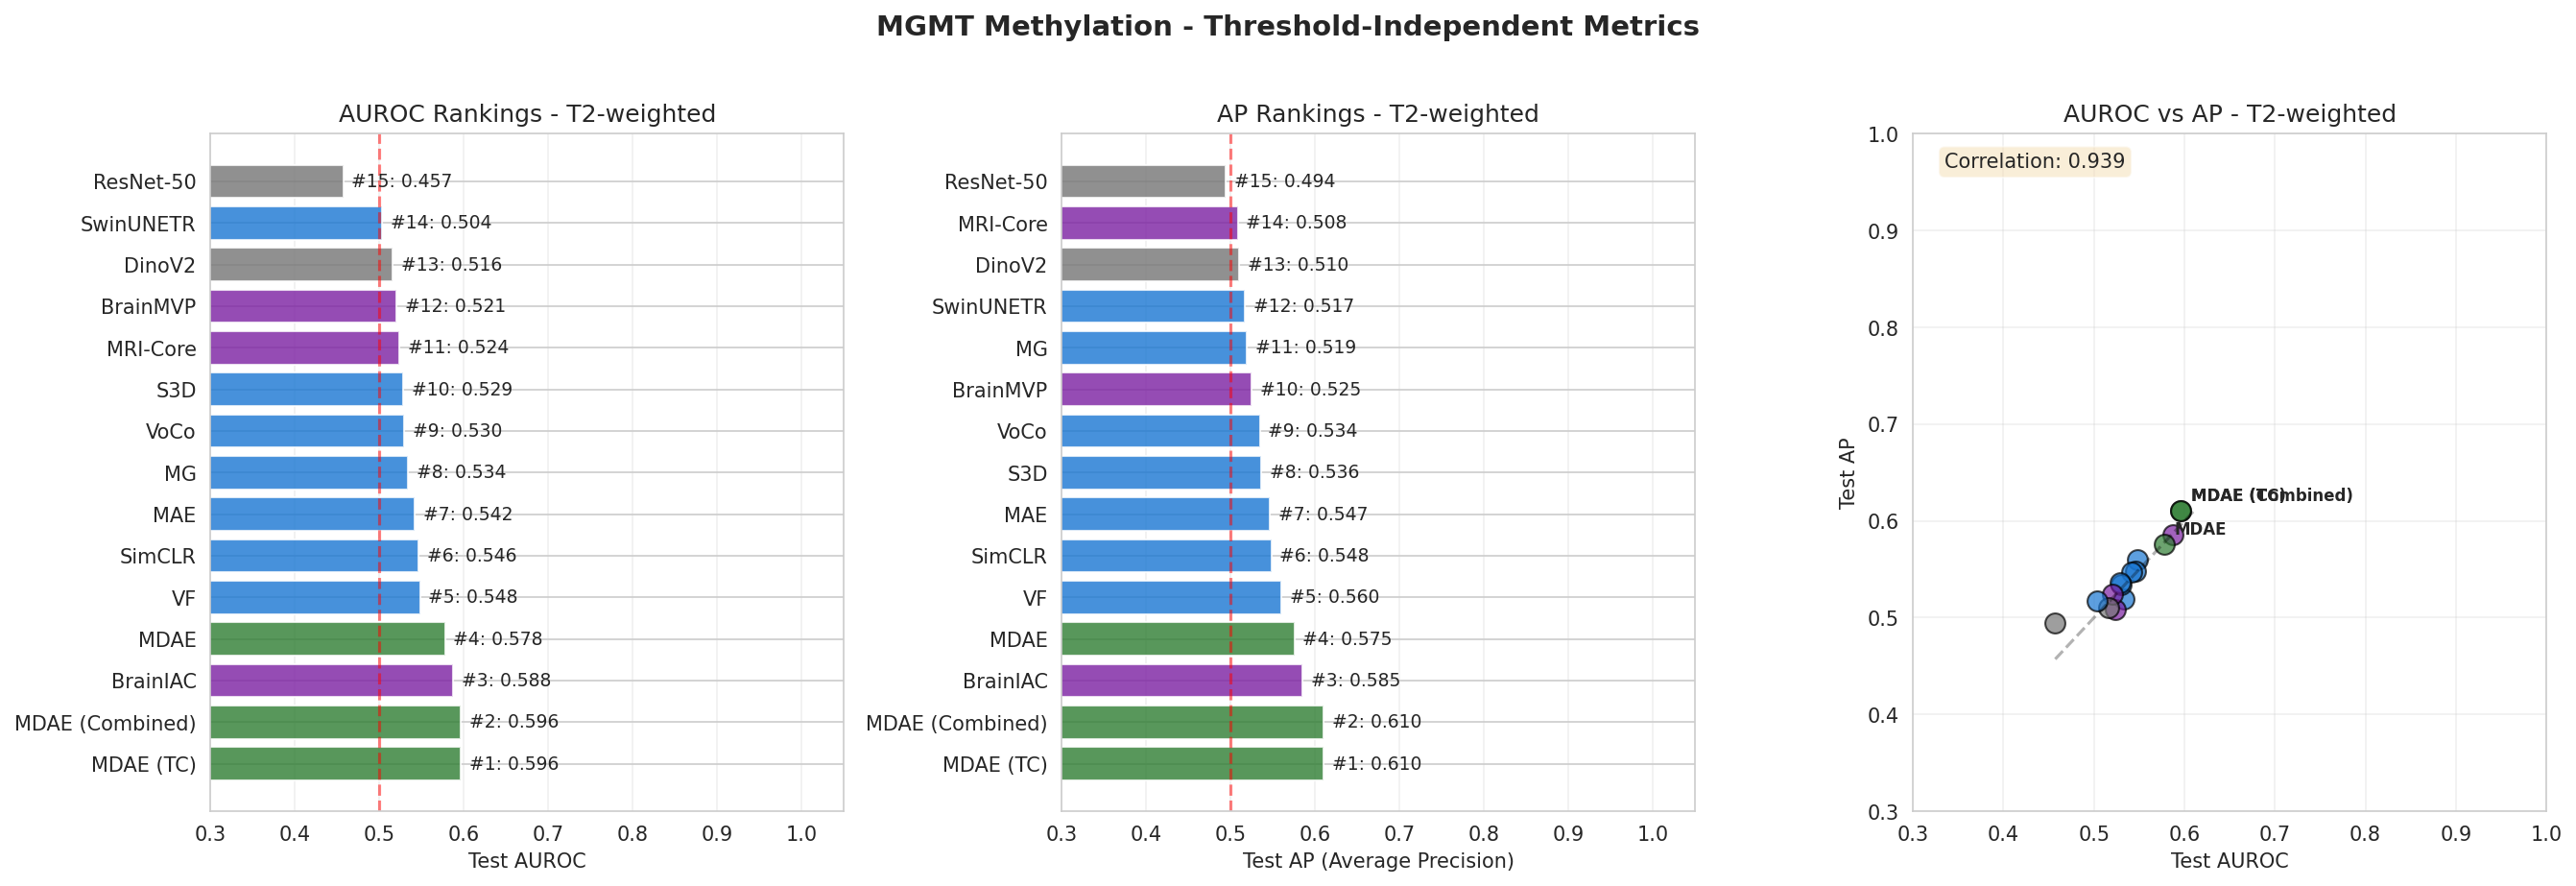 MGMT Methylation - Threshold-Independent Metrics
AUROC Rankings - T2-weighted
ResNet-50
#15: 0.457
SwinUNETR
#14: 0.504
DinoV2
#13: 0.516
BrainMVP
#12: 0.521
MRI-Core
#11: 0.524
S3D
#10: 0.529
VoCo
#9: 0.530
MG
#8: 0.534
MAE
#7: 0.542
SimCLR
#6: 0.546
VF
#5: 0.548
MDAE
#4: 0.578
BrainIAC
#3: 0.588
MDAE (Combined)
#2: 0.596
MDAE (TC)
#1: 0.596
0.3 0.4 0.5 0.6 0.7 0.8 0.9 1.0
Test AUROC
AP Rankings - T2-weighted
ResNet-50
#15: 0.494
MRI-Core
#14: 0.508
DinoV2
#13: 0.510
SwinUNETR
#12: 0.517
MG
#11: 0.519
BrainMVP
#10: 0.525
VoCo
#9: 0.534
S3D
#8: 0.536
MAE
#7: 0.547
SimCLR
#6: 0.548
VF
#5: 0.560
MDAE
#4: 0.575
BrainIAC
#3: 0.585
MDAE (Combined)
#2: 0.610
MDAE (TC)
#1: 0.610
0.3 0.4 0.5 0.6 0.7 0.8 0.9 1.0
Test AP (Average Precision)
AUROC vs AP - T2-weighted
Correlation: 0.939
1.0
0.9
0.8
0.7
0.6
0.5
0.4
0.3
Test AP
MDAE (TC)
MDAE (Combined)
MDAE
0.3 0.4 0.5 0.6 0.7 0.8 0.9 1.0
Test AUROC